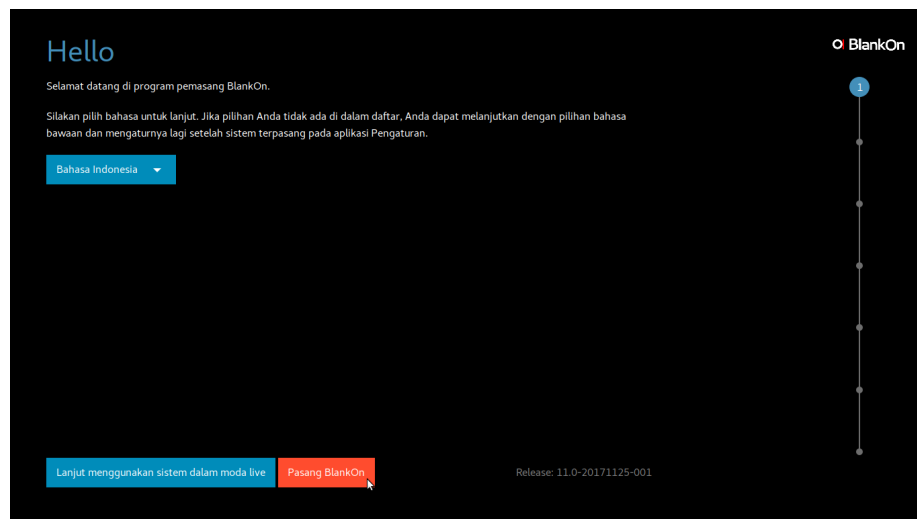 Hello
BlankOn
Selamat datang di program pemasang BlankOn.
1
Silakan pilih bahasa untuk lanjut. Jika pilihan Anda tidak ada di dalam daftar, Anda dapat melanjutkan dengan pilihan bahasa
bawaan dan mengaturnya lagi setelah sistem terpasang pada aplikasi Pengaturan.
Bahasa Indonesia
Lanjut menggunakan sistem dalam moda live
Pasang BlankOn
Release: 11.0-20171125-001